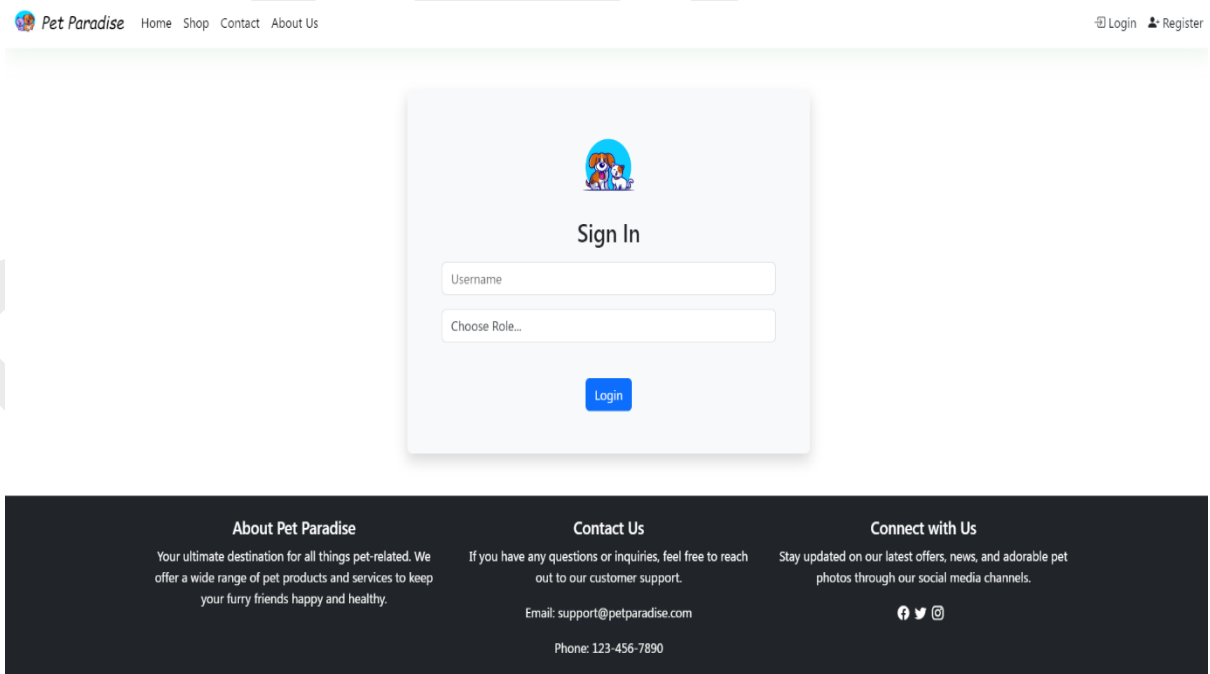 Pet Paradise Home Shop Contact About Us Login Register
Sign In
Username
Choose Role...
Login
About Pet Paradise
Your ultimate destination for all things pet-related. We
offer a wide range of pet products and services to keep
your furry friends happy and healthy.
Contact Us
If you have any questions or inquiries, feel free to reach
out to our customer support.
Email: support@petparadise.com
Phone: 123-456-7890
Connect with Us
Stay updated on our latest offers, news, and adorable pet
photos through our social media channels.